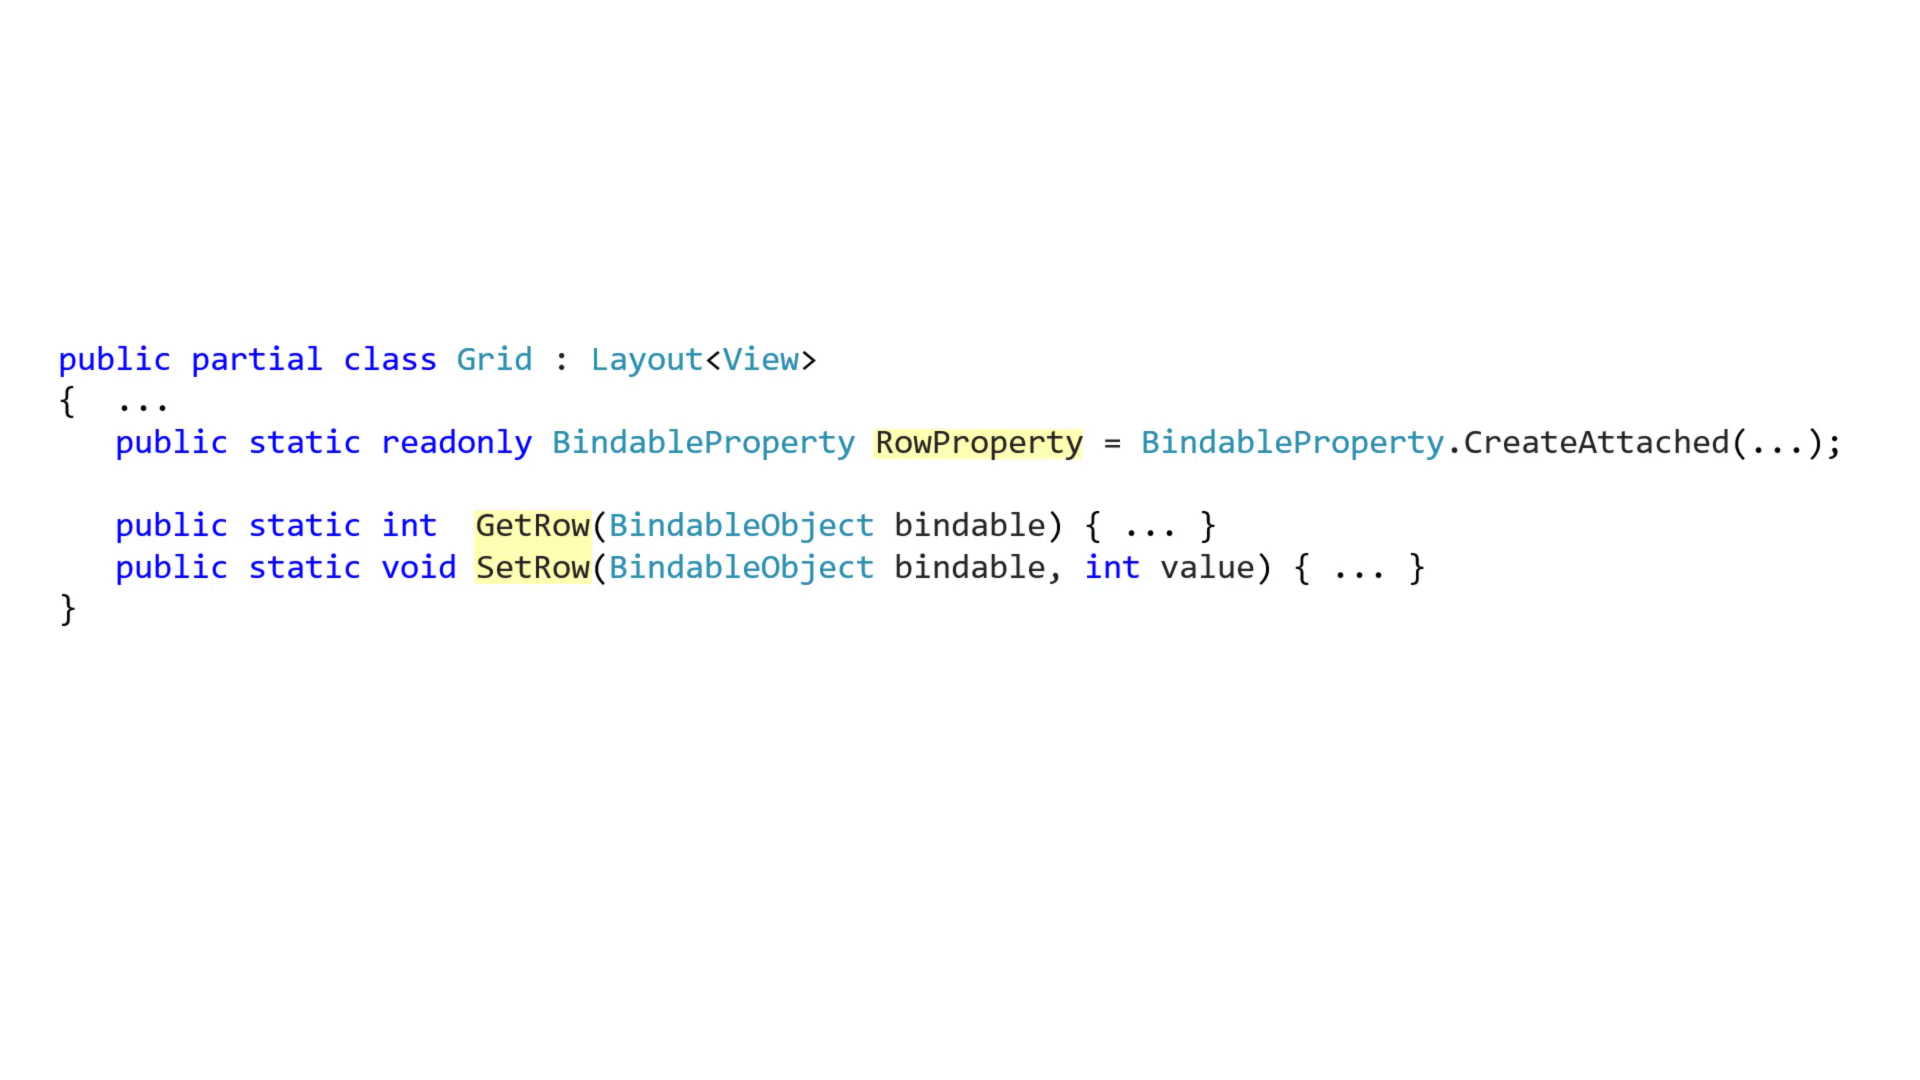 public partial class Grid : Layout<View>
{  ...
   public static readonly BindableProperty RowProperty = BindableProperty.CreateAttached(...);
   public static int  GetRow(BindableObject bindable) { ... }
   public static void SetRow(BindableObject bindable, int value) { ... }
}